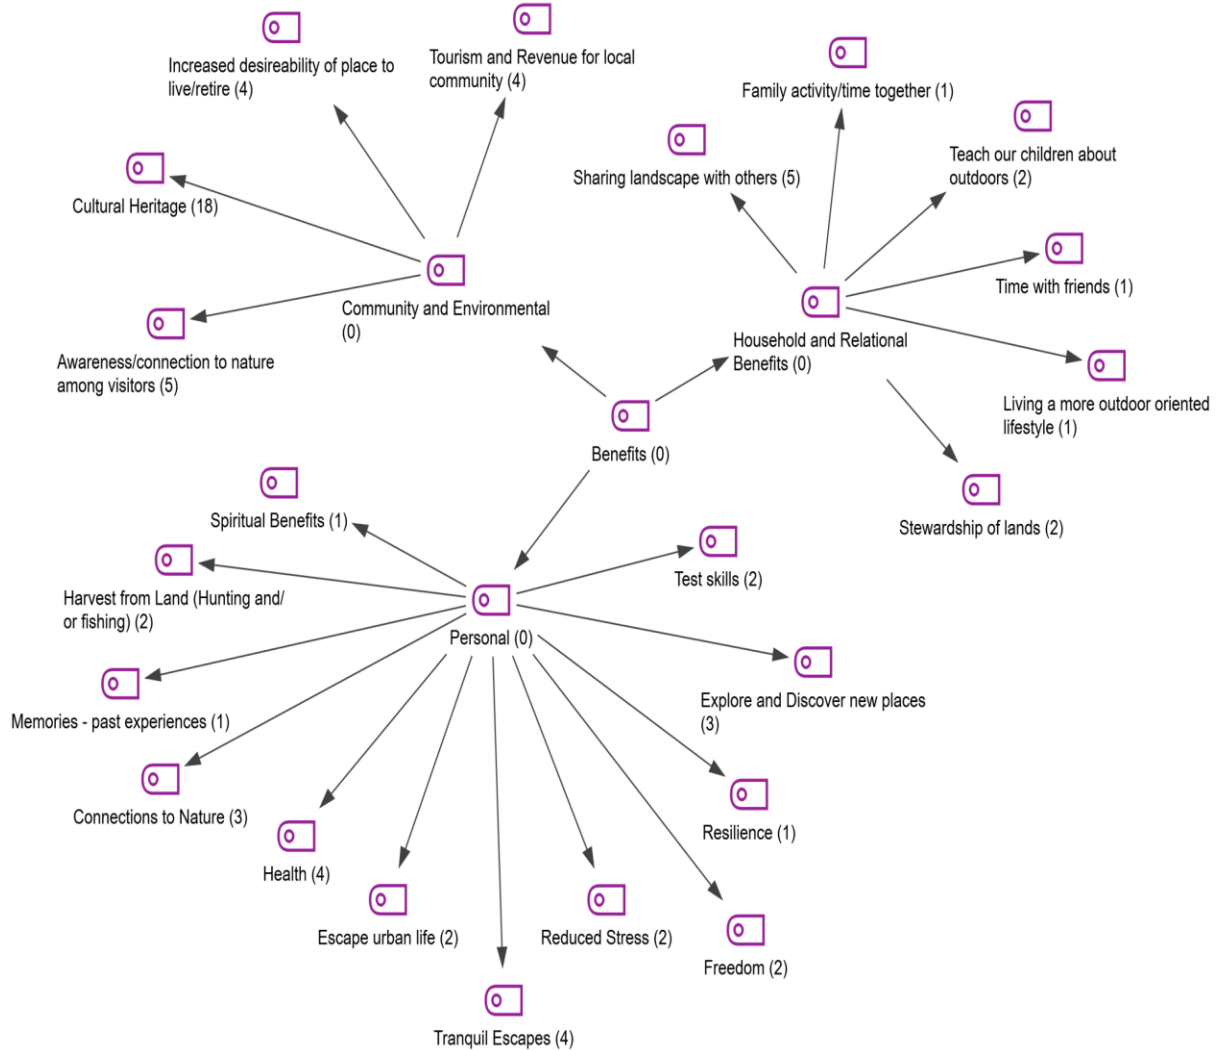 Increased desireability of place to
live/retire (4)
Tourism and Revenue for local
community (4)
Family activity/time together (1)
Teach our children about
outdoors (2)
Sharing landscape with others (5)
Cultural Heritage (18)
Time with friends (1)
Community and Environmental
(0)
Household and Relational
Benefits (0)
Awareness/connection to nature
among visitors (5)
Living a more outdoor oriented
lifestyle (1)
Benefits (0)
Spiritual Benefits (1)
Stewardship of lands (2)
Test skills (2)
Harvest from Land (Hunting and/
or fishing) (2)
Personal (0)
Explore and Discover new places
(3)
Memories - past experiences (1)
Connections to Nature (3)
Resilience (1)
Health (4)
Escape urban life (2)
Reduced Stress (2)
Freedom (2)
Tranquil Escapes (4)